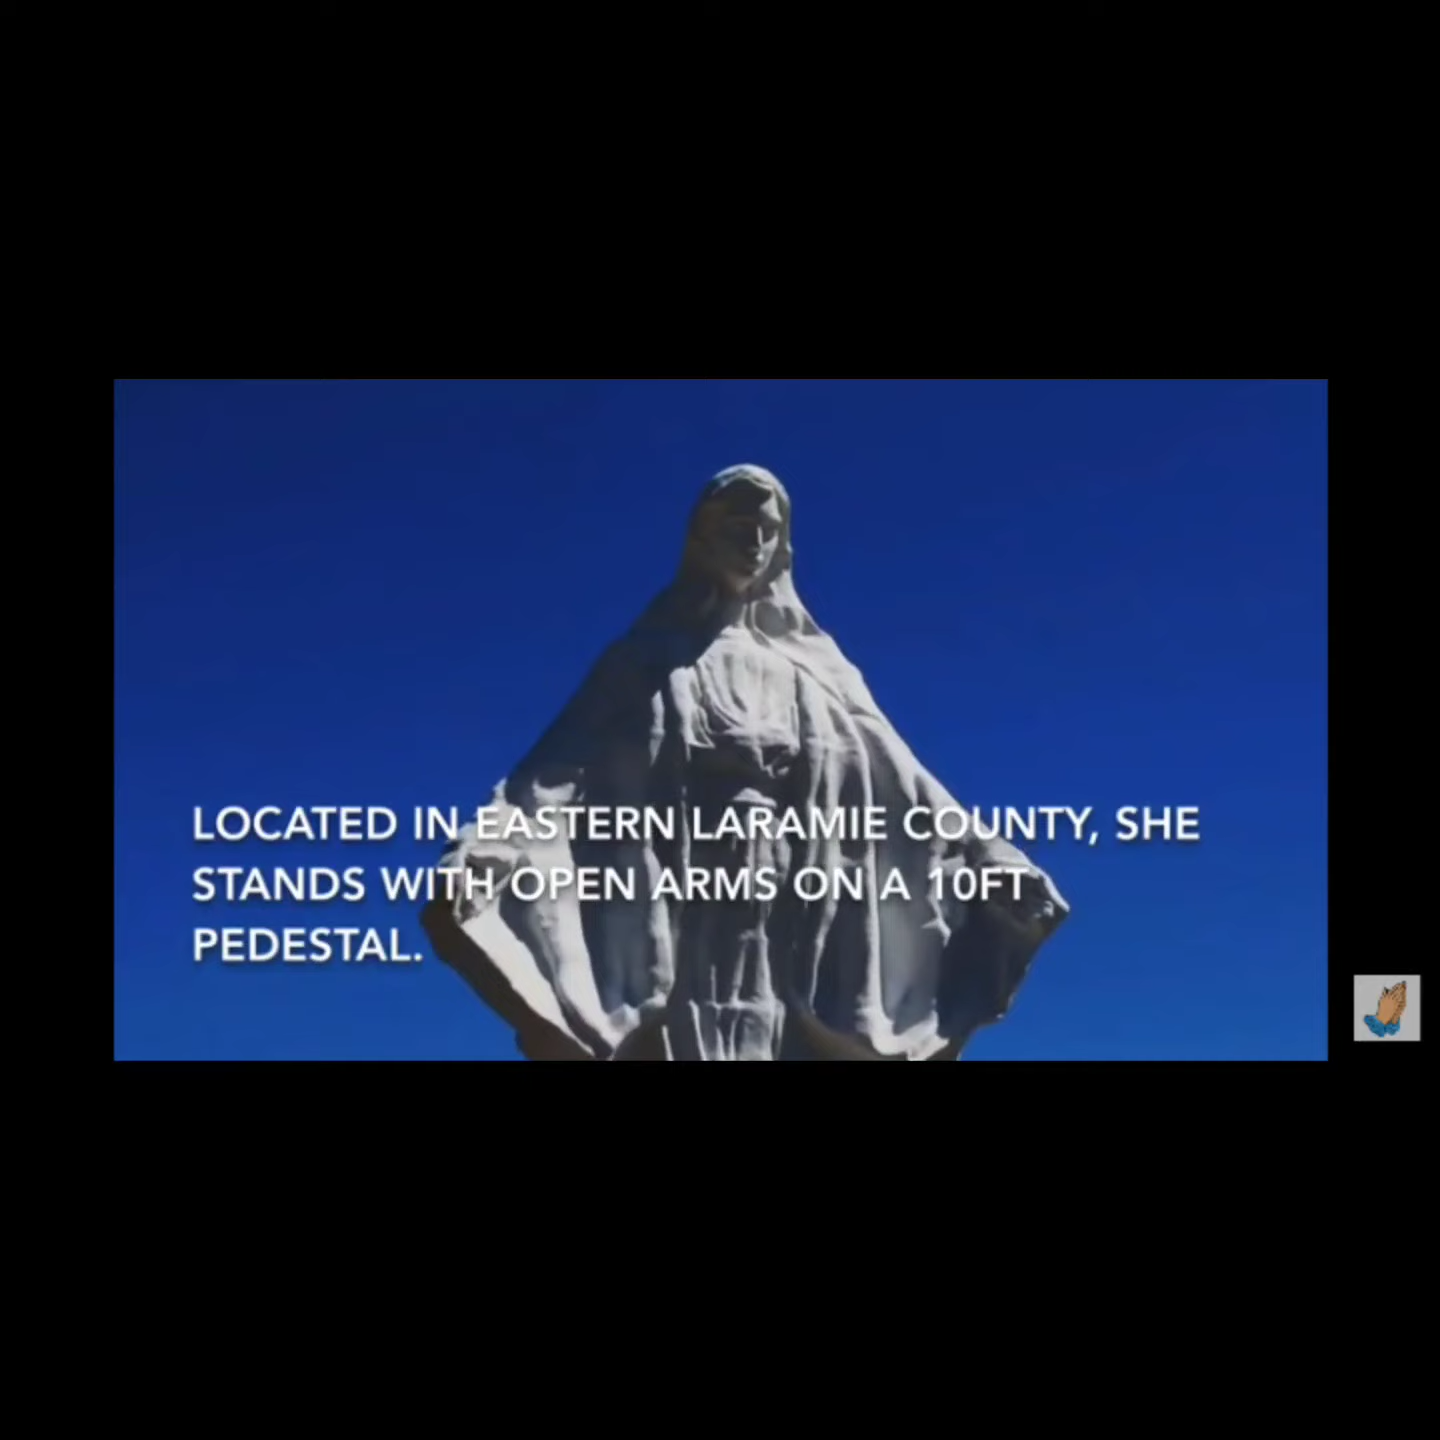 LOCATED IN EASTERN LARAMIE COUNTY, SHE
STANDS WITH OPEN ARMS ON A 10FT
PEDESTAL.